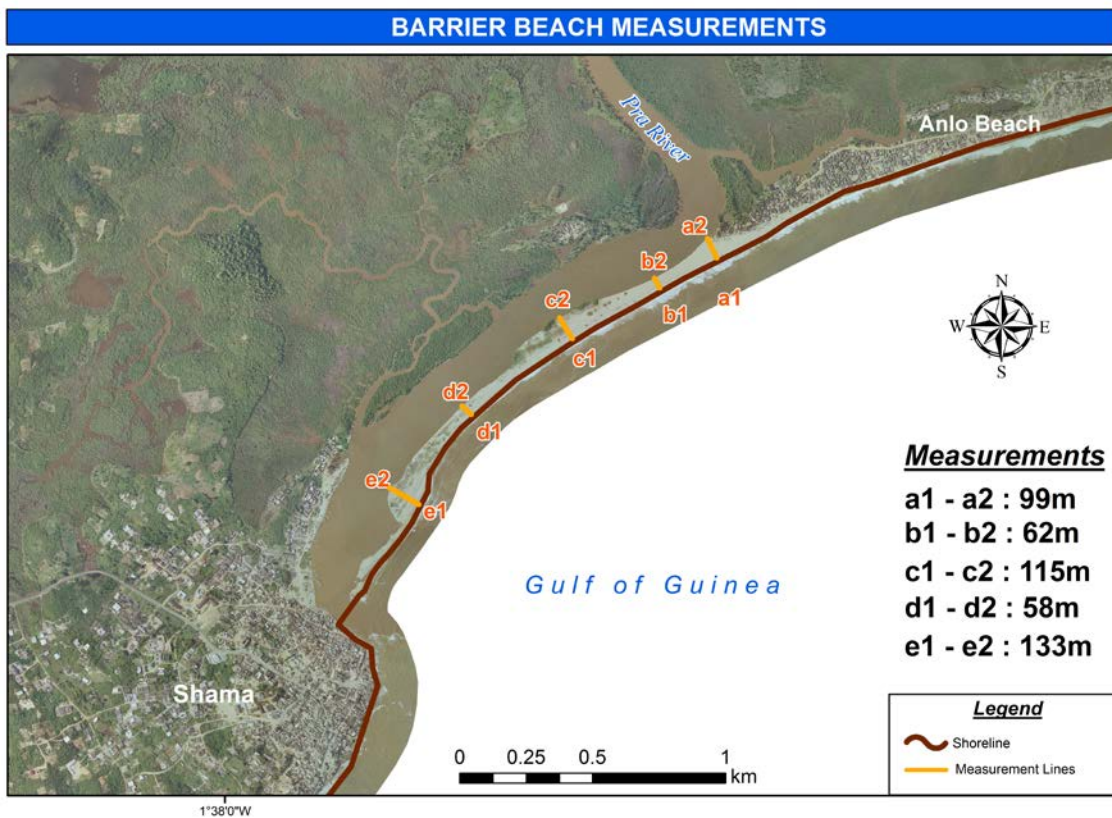 BARRIER BEACH MEASUREMENTS
Pra River
Anlo Beach
a2
a1
b2
b1
c2
c1
d2
d1
e2
e1
N
W
E
S
Measurements
a1 - a2 : 99m
b1 - b2 : 62m
c1 - c2 : 115m
d1 - d2 : 58m
e1 - e2 : 133m
Gulf of Guinea
Shama
Legend
Shoreline
Measurement Lines
0 0.25 0.5 1
km
1°38'0"W